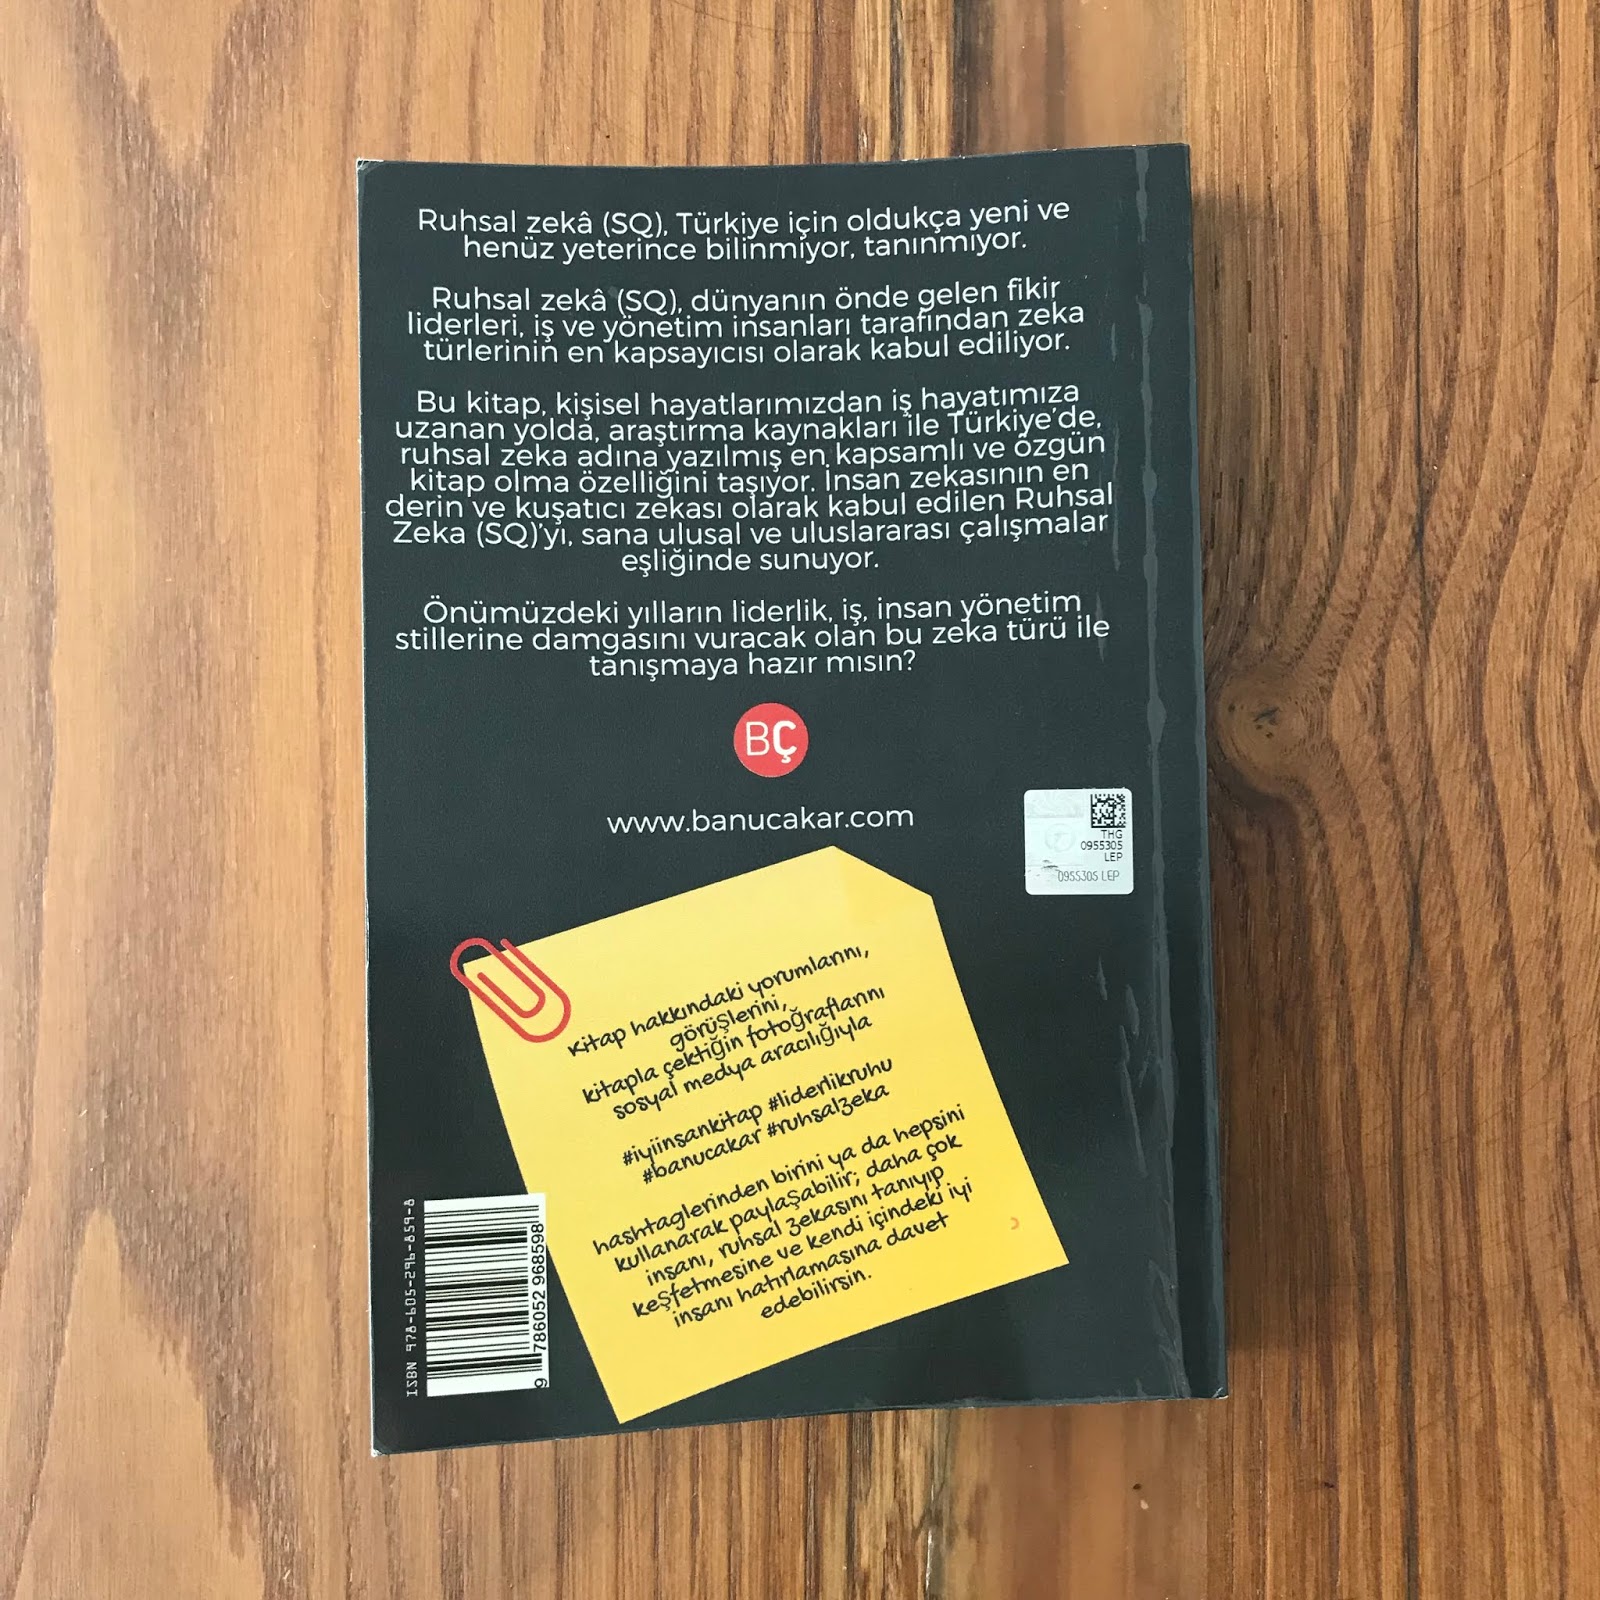 Ruhsal zekâ (SQ), Türkiye için oldukça yeni ve
henüz yeterince bilinmiyor, tanınmıyor.
Ruhsal zekâ (SQ), dünyanın önde gelen fikir
liderleri, iş ve yönetim insanları tarafından zeka
türlerinin en kapsayıcısı olarak kabul ediliyor.
Bu kitap, kişisel hayatlarımızdan iş hayatımıza
uzanan yolda, araştırma kaynakları ile Türkiye'de,
ruhsal zeka adına yazılmış en kapsamlı ve özgün
kitap olma özelliğini taşıyor. İnsan zekasının en
derin ve kuşatıcı zekası olarak kabul edilen Ruhsal
Zeka (SQ)'yı, sana ulusal ve uluslararası çalışmalar
eşliğinde sunuyor.
Önümüzdeki yılların liderlik, iş, insan yönetim
stillerine damgasını vuracak olan bu zeka türü ile
tanışmaya hazır mısın?
BÇ
www.banucakar.com
THG
0955305
LEP
0955305 LEP
Kitap hakkındaki yorumlarını,
görüşlerini,
kitapla çektiğin fotoğraflarını
sosyal medya aracılığıyla
#iyiinsankitap #liderlikruhu
#banucakar #ruhsalzeka
hashtaglerinden birini ya da hepsini
kullanarak paylaşabilir; daha çok
insanı, ruhsal zekasını tanıyıp
keşfetmesine ve kendi içindeki iyi
insanı hatırlamasına davet
edebilirsin.
ISBN 978-605-296-859-8
9 786052 968598